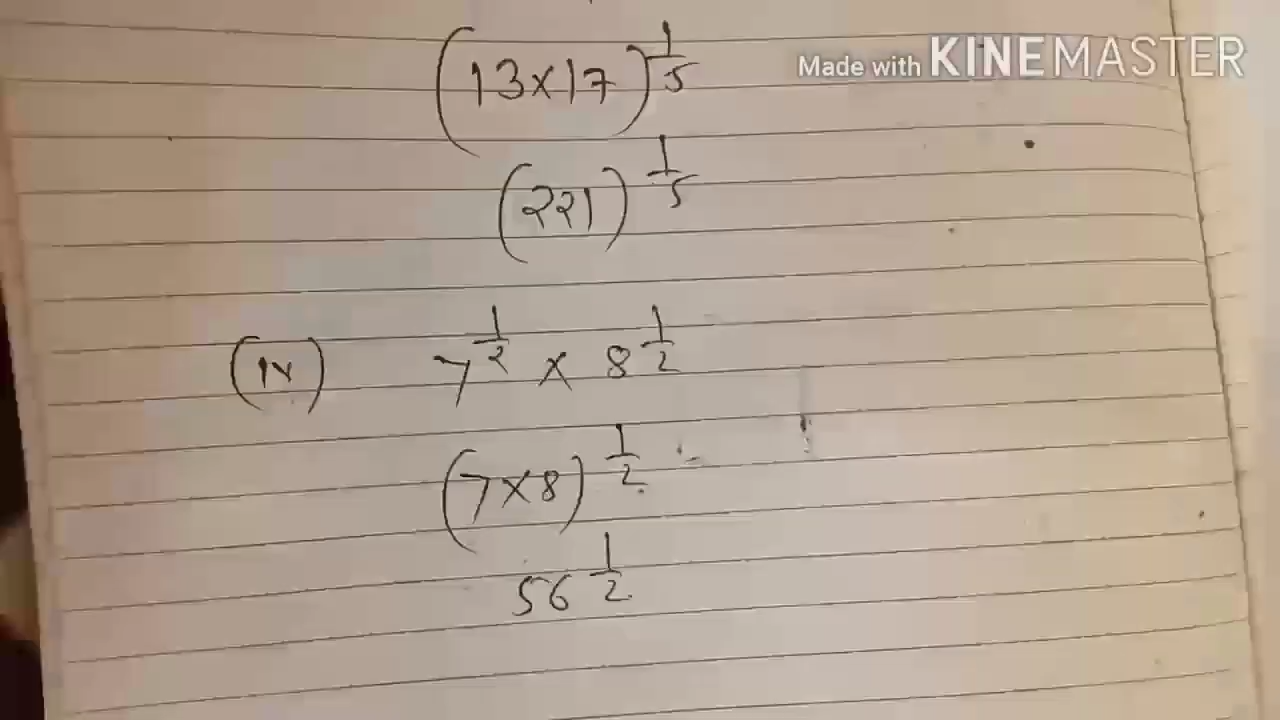 (13×17)^1/5
Made with KINEMASTER
(221)^1/5
(iv) 7^1/2 × 8^1/2
(7×8)^1/2
56^1/2